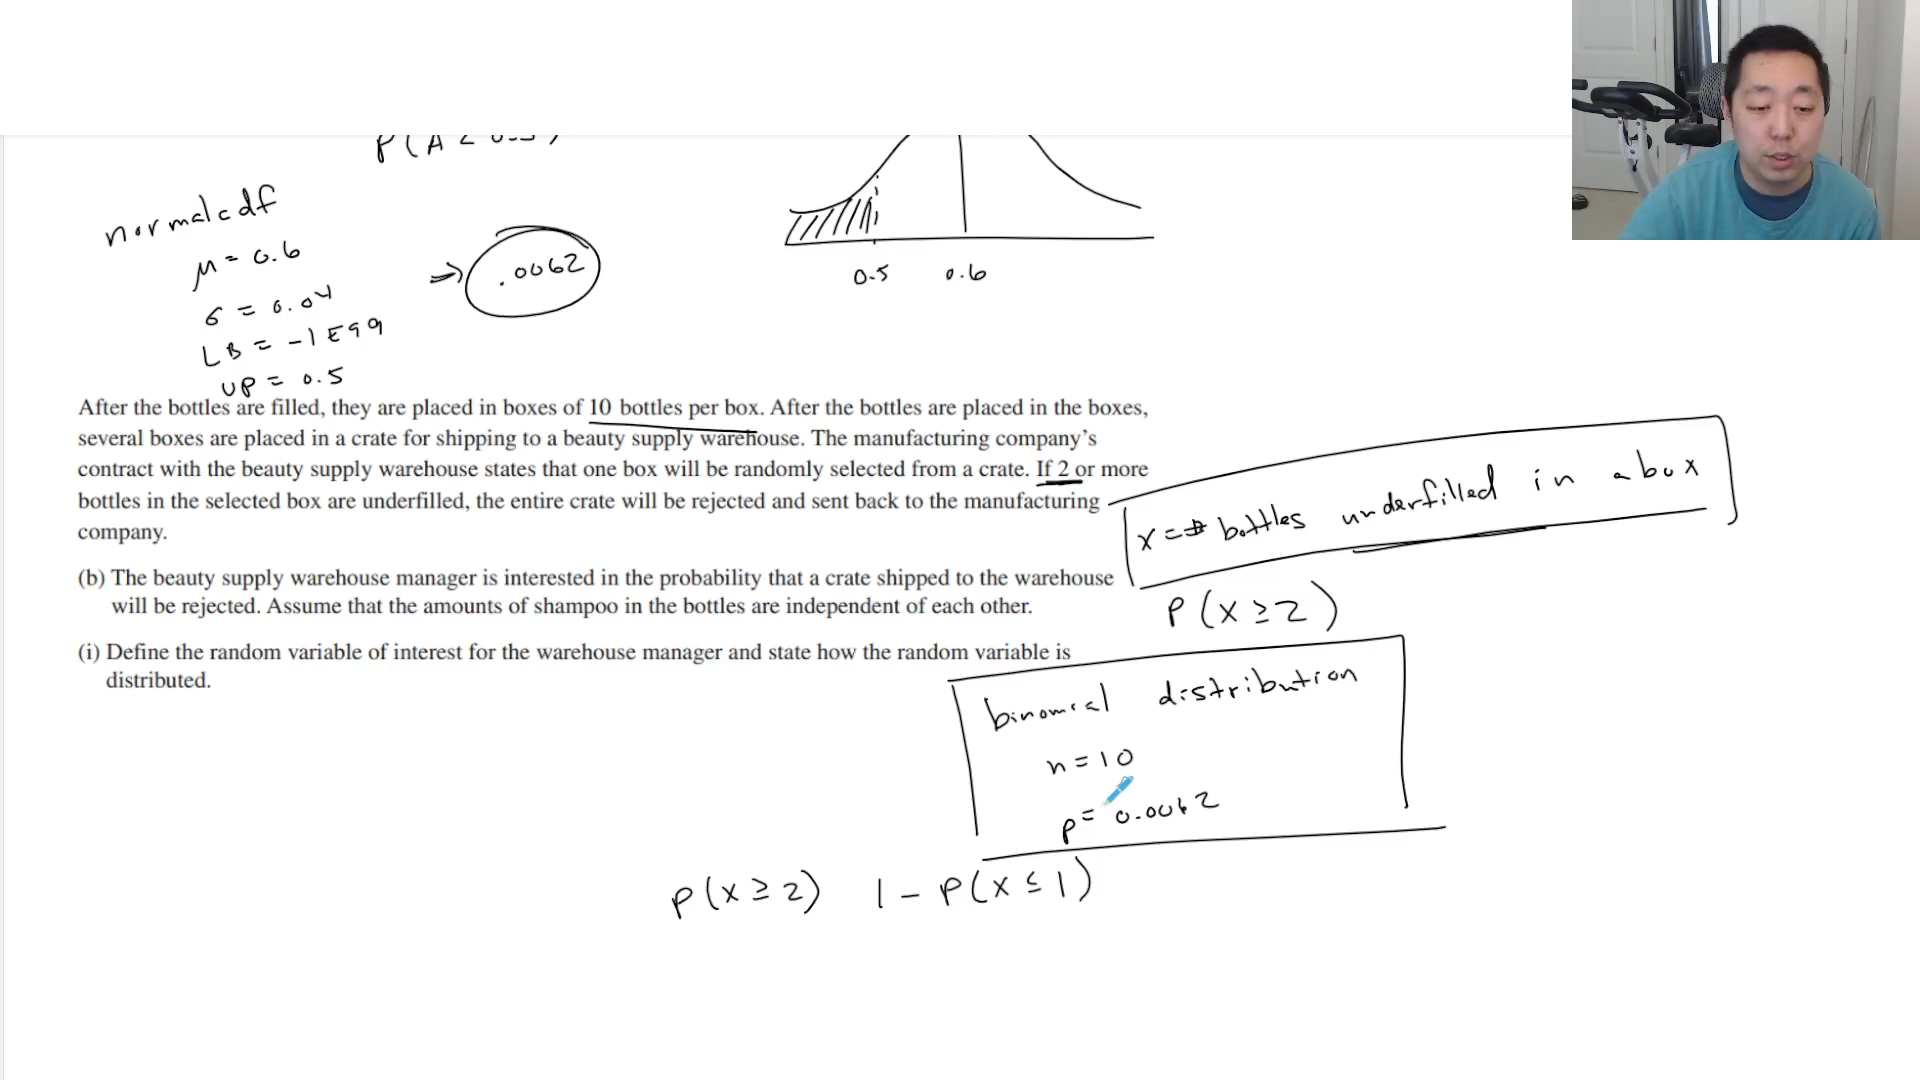 P(A < 0.5)
normalcdf
μ = 0.6
σ = 0.04
LB = -1E99
UP = 0.5
⇒ .0062
0.5 0.6
After the bottles are filled, they are placed in boxes of 10 bottles per box. After the bottles are placed in the boxes,
several boxes are placed in a crate for shipping to a beauty supply warehouse. The manufacturing company’s
contract with the beauty supply warehouse states that one box will be randomly selected from a crate. If 2 or more
bottles in the selected box are underfilled, the entire crate will be rejected and sent back to the manufacturing
company.
x = # bottles underfilled in a box
(b) The beauty supply warehouse manager is interested in the probability that a crate shipped to the warehouse
will be rejected. Assume that the amounts of shampoo in the bottles are independent of each other.
P(x ≥ 2)
(i) Define the random variable of interest for the warehouse manager and state how the random variable is
distributed.
binomial distribution
n = 10
p = 0.0062
P(x ≥ 2) 1 - P(x ≤ 1)